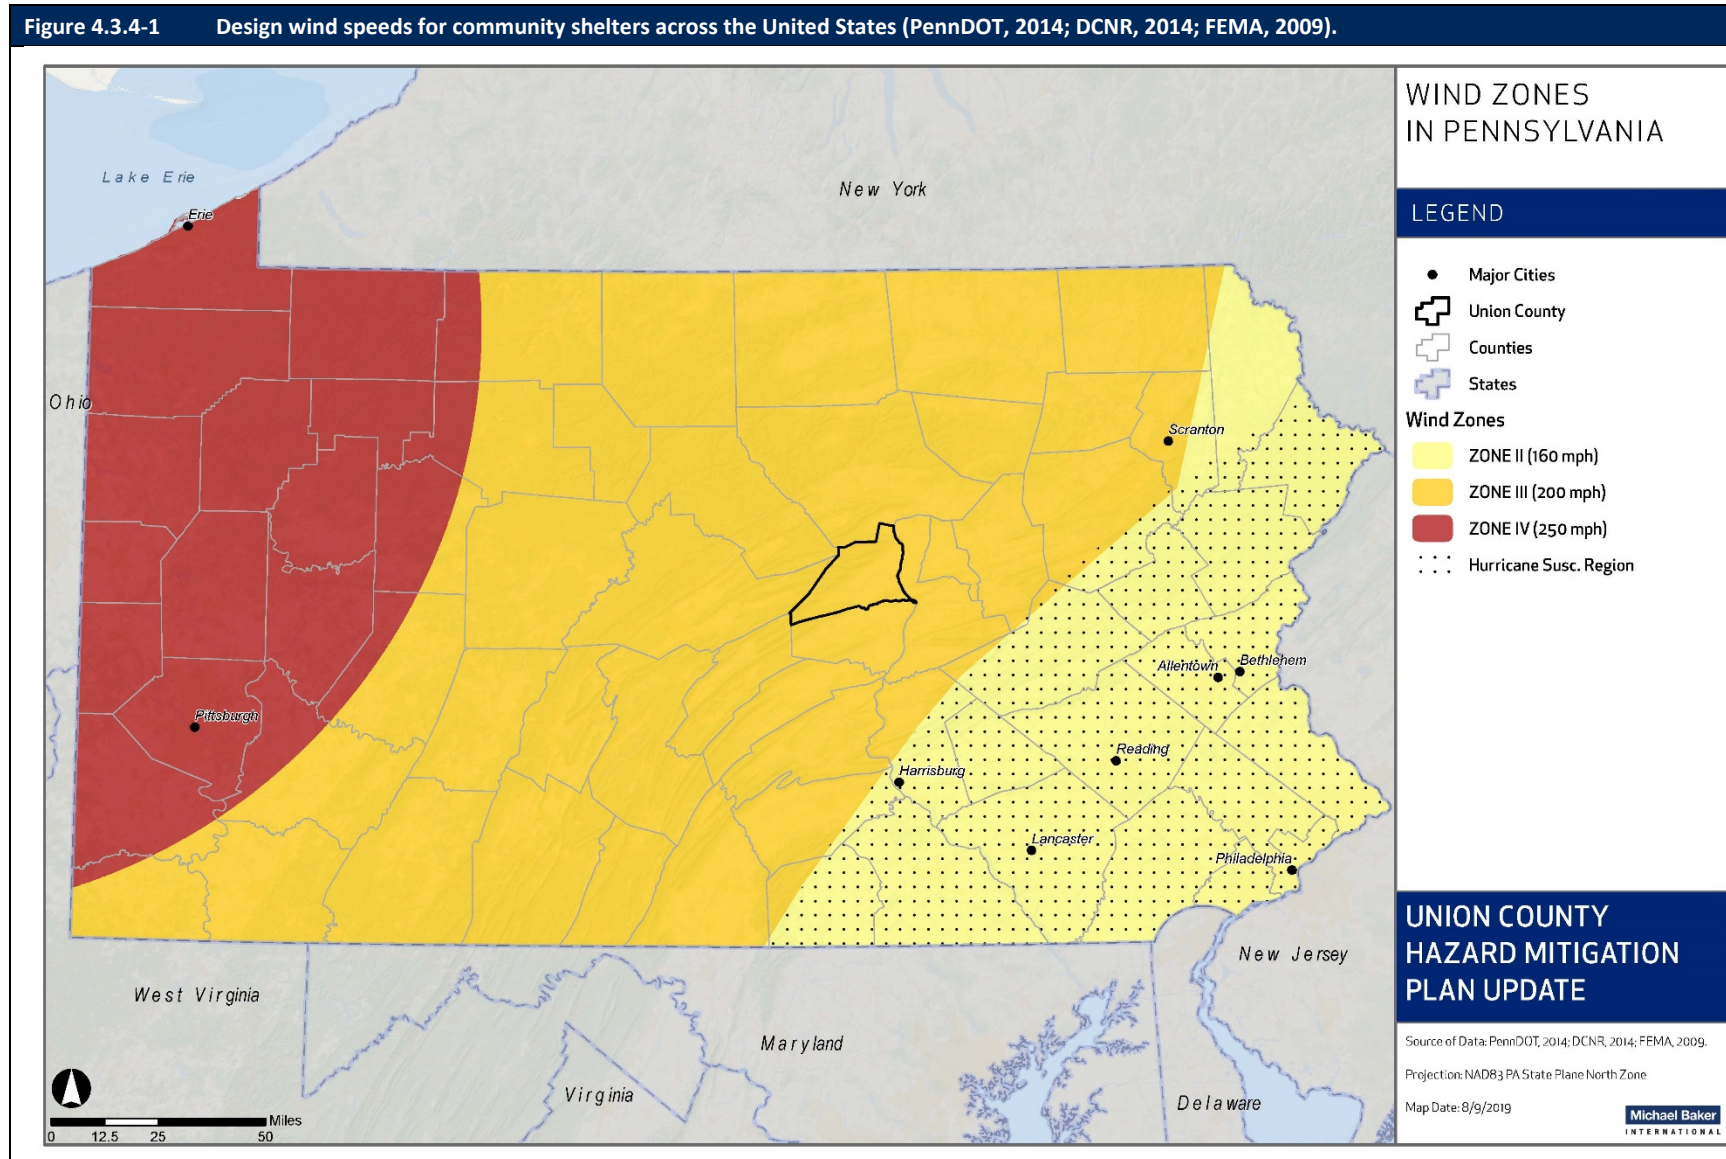 Figure 4.3.4-1 Design wind speeds for community shelters across the United States (PennDOT, 2014; DCNR, 2014; FEMA, 2009).
WIND ZONES
IN PENNSYLVANIA
LEGEND
Major Cities
Union County
Counties
States
Wind Zones
ZONE II (160 mph)
ZONE III (200 mph)
ZONE IV (250 mph)
Hurricane Susc. Region
Lake Erie
New York
Erie
Ohio
Scranton
Allentown
Bethlehem
Pittsburgh
Reading
Harrisburg
Lancaster
Philadelphia
New Jersey
West Virginia
Maryland
Virginia
Delaware
Miles
0 12.5 25 50
UNION COUNTY
HAZARD MITIGATION
PLAN UPDATE
Source of Data: PennDOT, 2014; DCNR, 2014; FEMA, 2009.
Projection: NAD83 PA State Plane North Zone
Map Date: 8/9/2019
Michael Baker
INTERNATIONAL